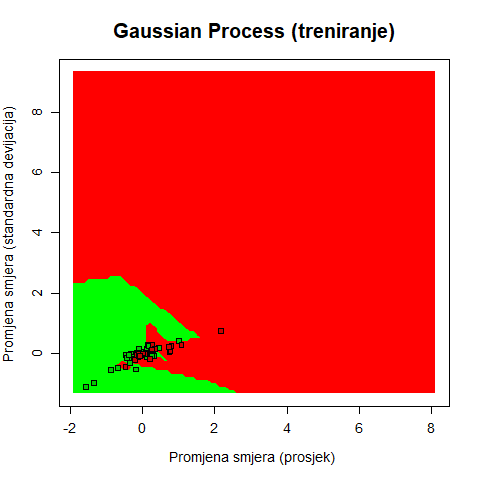 Gaussian Process (treniranje)
Promjena smjera (standardna devijacija)
8
6
4
2
0
-2 0 2 4 6 8
Promjena smjera (prosjek)